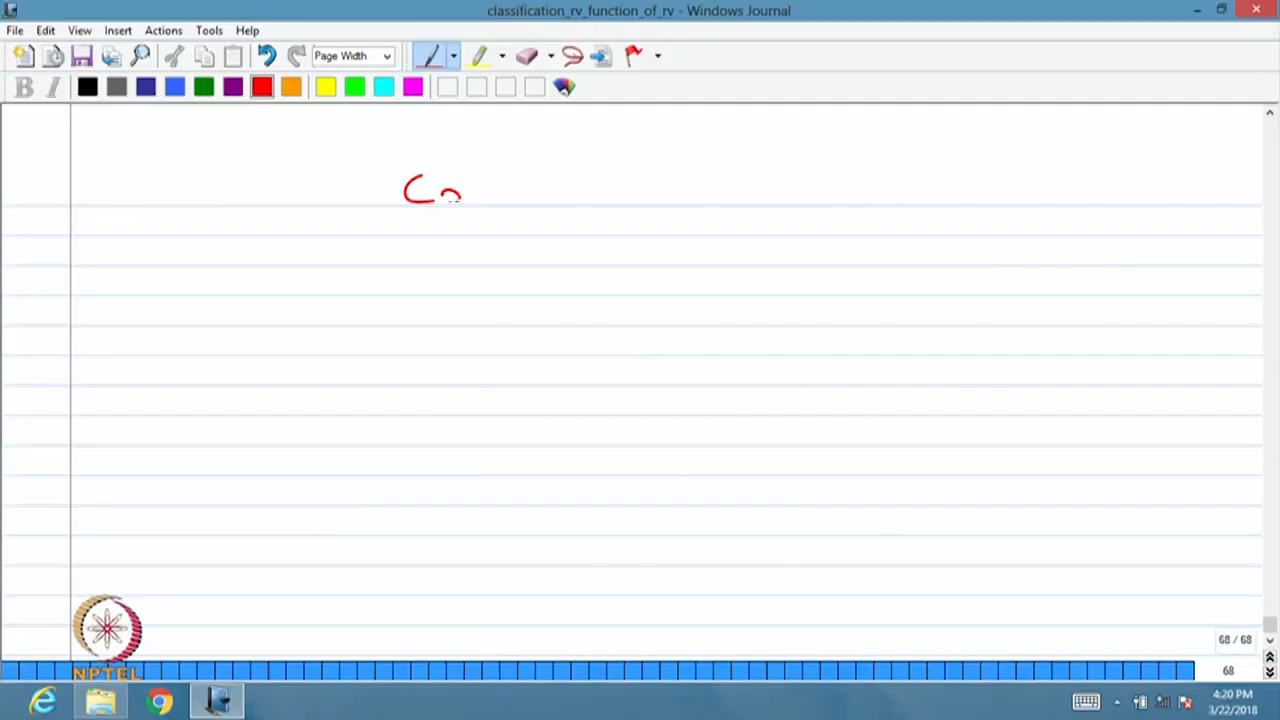 classification_rv_function_of_rv - Windows Journal
File Edit View Insert Actions Tools Help
Page Width
B I
Co
68 / 68
NPTEL
68
4:20 PM
3/22/2018